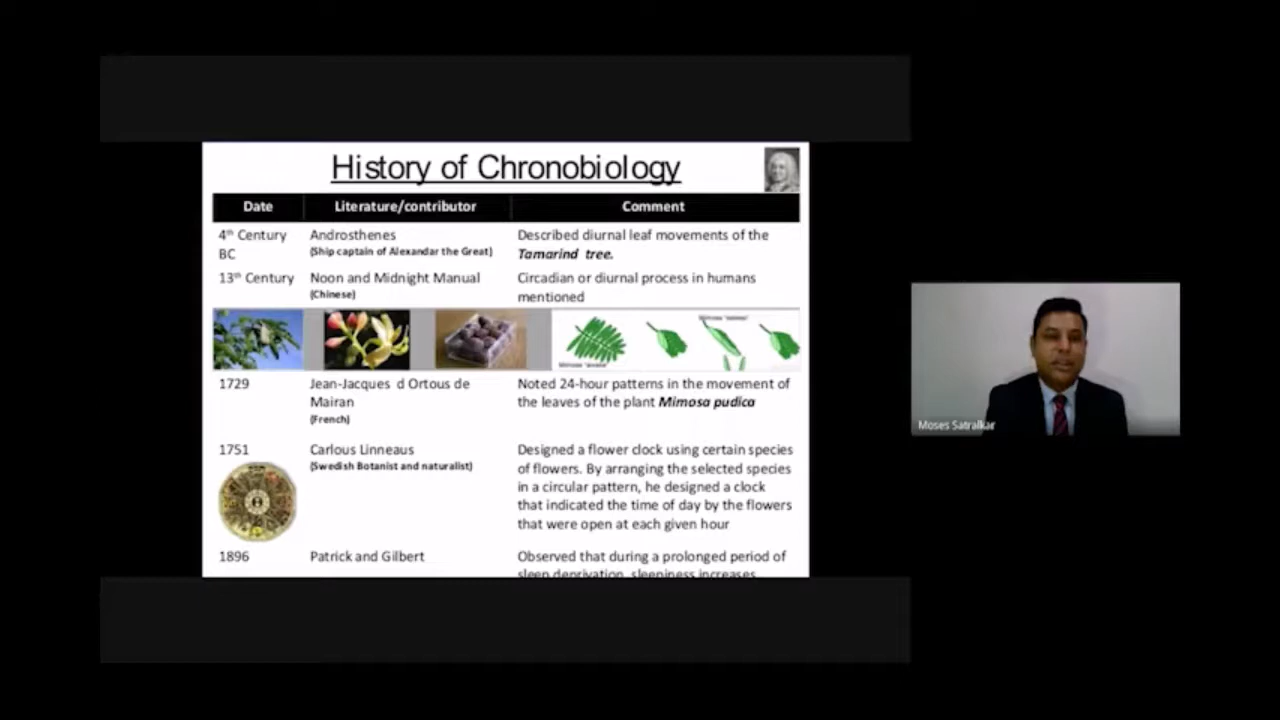 History of Chronobiology
Date Literature/contributor Comment
4th Century BC
Androsthenes
(Ship captain of Alexandar the Great)
Described diurnal leaf movements of the
Tamarind tree.
13th Century
Noon and Midnight Manual
(Chinese)
Circadian or diurnal process in humans
mentioned
1729
Jean-Jacques d Ortous de
Mairan
(French)
Noted 24-hour patterns in the movement of
the leaves of the plant Mimosa pudica
1751
Carlous Linneaus
(Swedish Botanist and naturalist)
Designed a flower clock using certain species
of flowers. By arranging the selected species
in a circular pattern, he designed a clock
that indicated the time of day by the flowers
that were open at each given hour
1896
Patrick and Gilbert
Observed that during a prolonged period of
sleep deprivation, sleepiness increases
Moses Satralkar